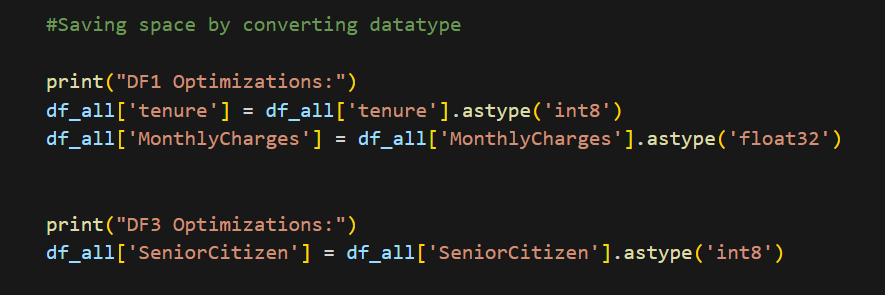 #Saving space by converting datatype
print("DF1 Optimizations:")
df_all['tenure'] = df_all['tenure'].astype('int8')
df_all['MonthlyCharges'] = df_all['MonthlyCharges'].astype('float32')
print("DF3 Optimizations:")
df_all['SeniorCitizen'] = df_all['SeniorCitizen'].astype('int8')